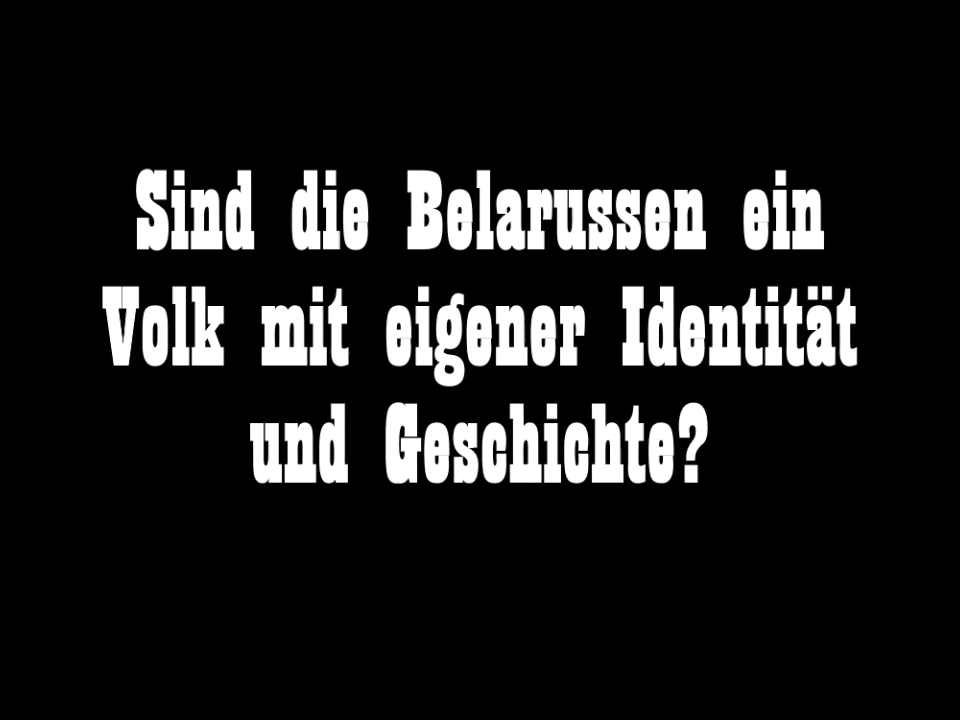 Sind die Belarussen ein
Volk mit eigener Identität
und Geschichte?